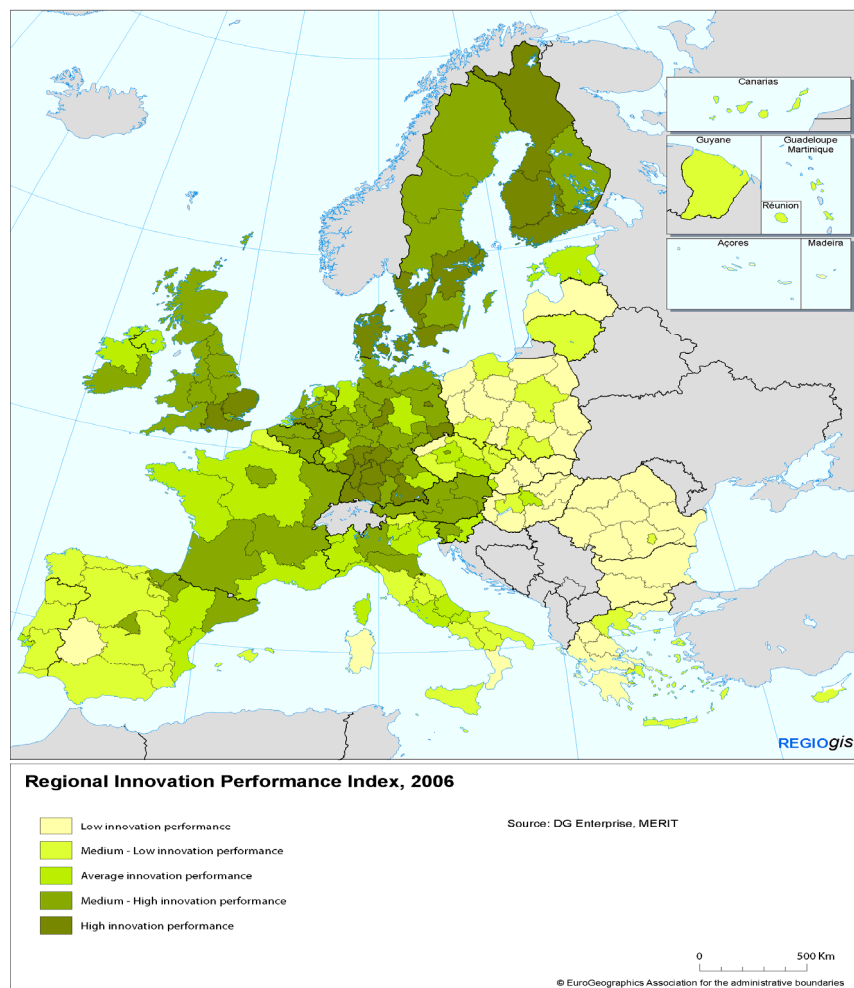 Canarias
Guyane
Guadeloupe
Martinique
Réunion
Açores
Madeira
REGIOgis
Regional Innovation Performance Index, 2006
Low innovation performance
Medium - Low innovation performance
Average innovation performance
Medium - High innovation performance
High innovation performance
Source: DG Enterprise, MERIT
0 500 Km
© EuroGeographics Association for the administrative boundaries